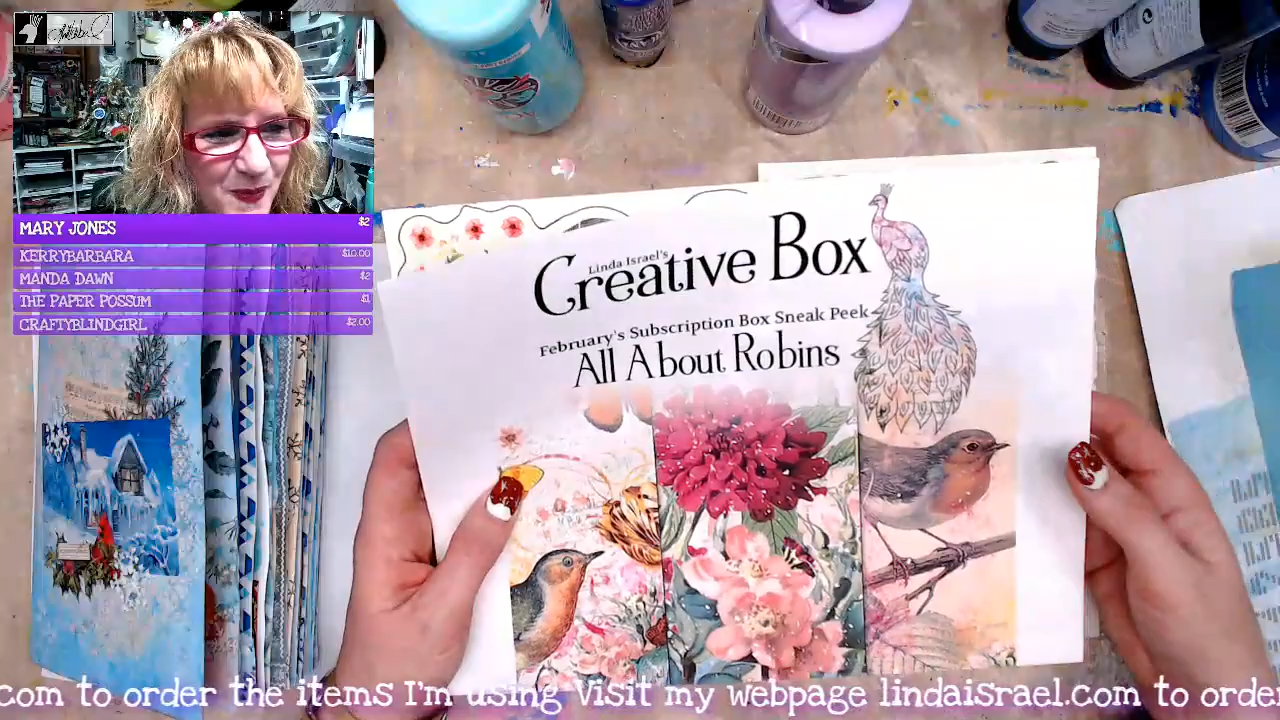 MARY JONES $2
KERRYBARBARA $10.00
MANDA DAWN $2
THE PAPER POSSUM $1
CRAFTYBLINDGIRL $2.00
Linda Israel's
Creative Box
February's Subscription Box Sneak Peek
All About Robins
com to order the items I'm using Visit my webpage lindaisrael.com to order